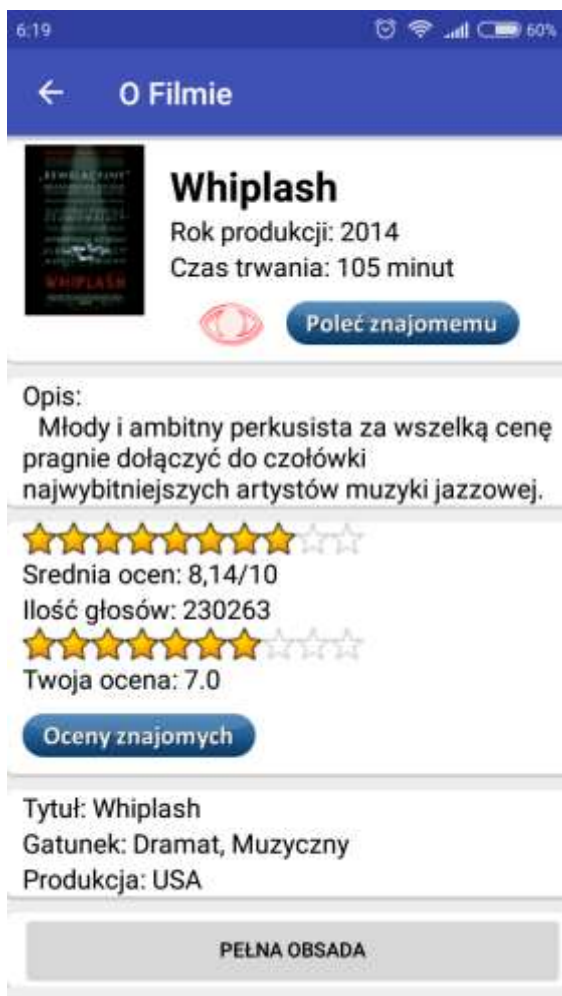 6:19
60%
O Filmie
„REWELACYJNY”
WHIPLASH
Whiplash
Rok produkcji: 2014
Czas trwania: 105 minut
Poleć znajomemu
Opis:
Młody i ambitny perkusista za wszelką cenę
pragnie dołączyć do czołówki
najwybitniejszych artystów muzyki jazzowej.
Srednia ocen: 8,14/10
Ilość głosów: 230263
Twoja ocena: 7.0
Oceny znajomych
Tytuł: Whiplash
Gatunek: Dramat, Muzyczny
Produkcja: USA
PEŁNA OBSADA